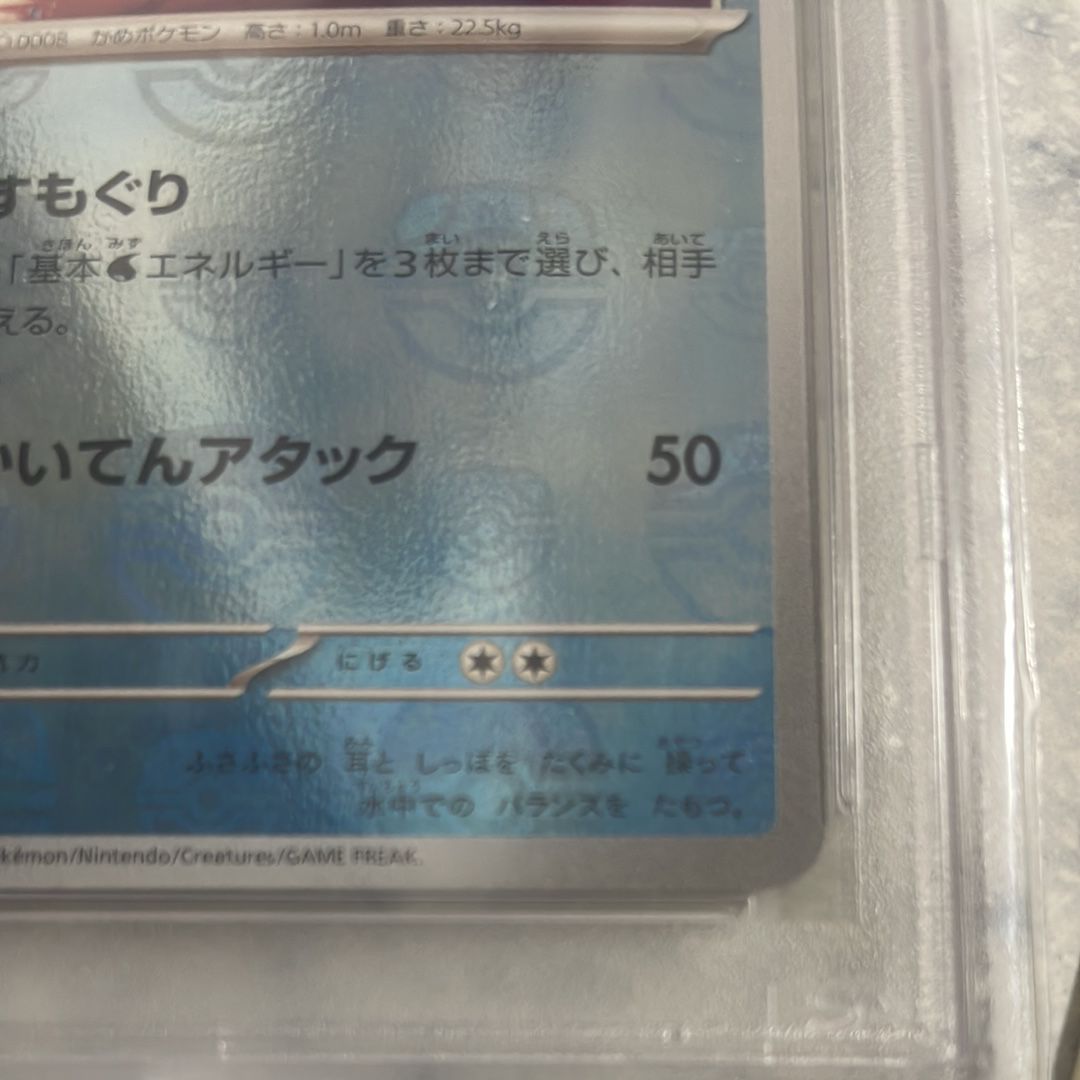 0008 かめポケモン 高さ：1.0m 重さ：22.5kg
すもぐり
「基本エネルギー」を3枚まで選び、相手
える。
いてんアタック 50
力 にげる
ふさふさの 耳と しっぽを たくみに 操って
水中での バランスを たもつ。
kémon/Nintendo/Creatures/GAME FREAK.